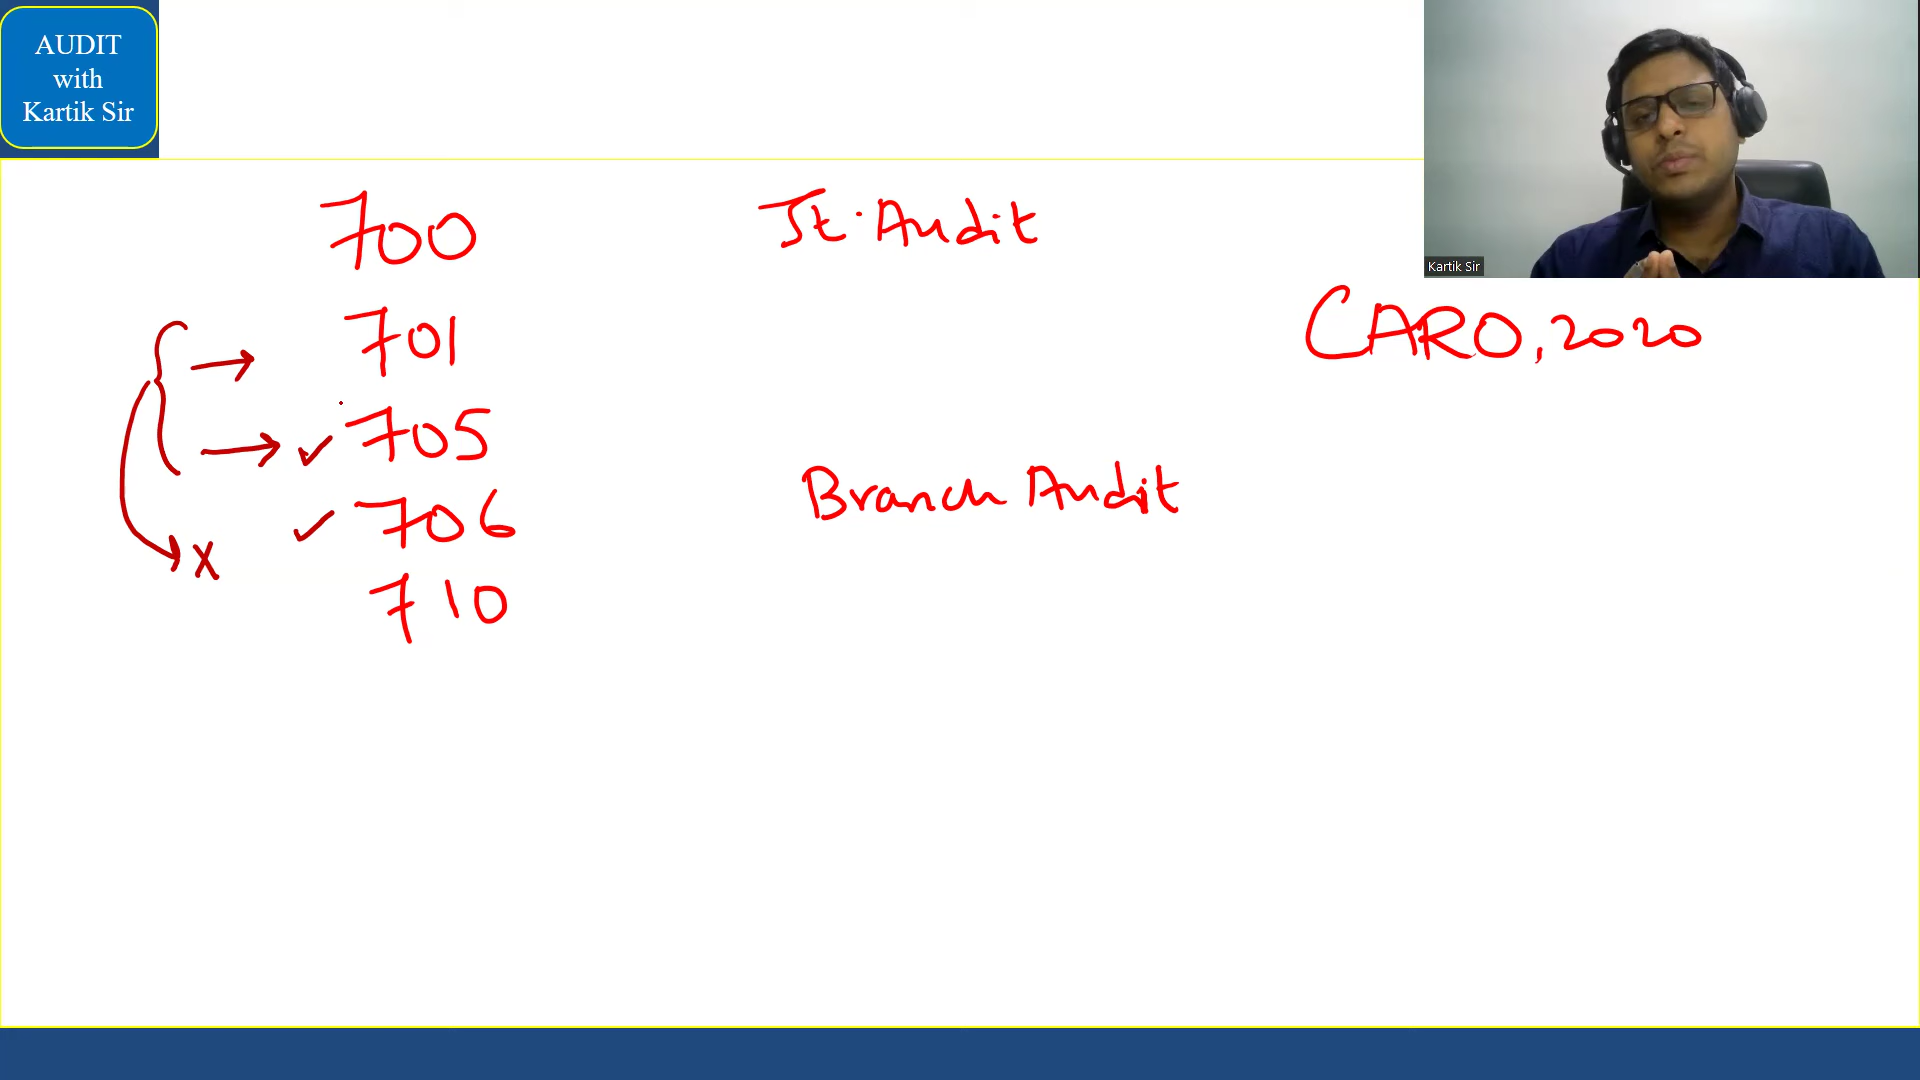 AUDIT
with
Kartik Sir
Kartik Sir
700
Jt. Audit
701
CARO, 2020
705
706
Branch Audit
X
710